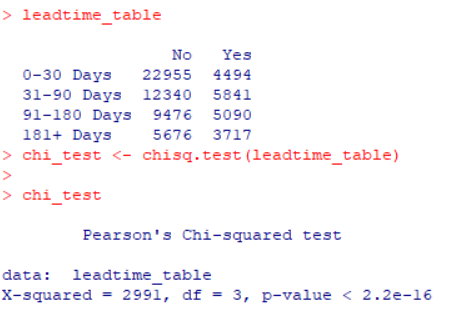 > leadtime_table
No Yes
0-30 Days 22955 4494
31-90 Days 12340 5841
91-180 Days 9476 5090
181+ Days 5676 3717
> chi_test <- chisq.test(leadtime_table)
>
> chi_test
Pearson's Chi-squared test
data: leadtime_table
X-squared = 2991, df = 3, p-value < 2.2e-16